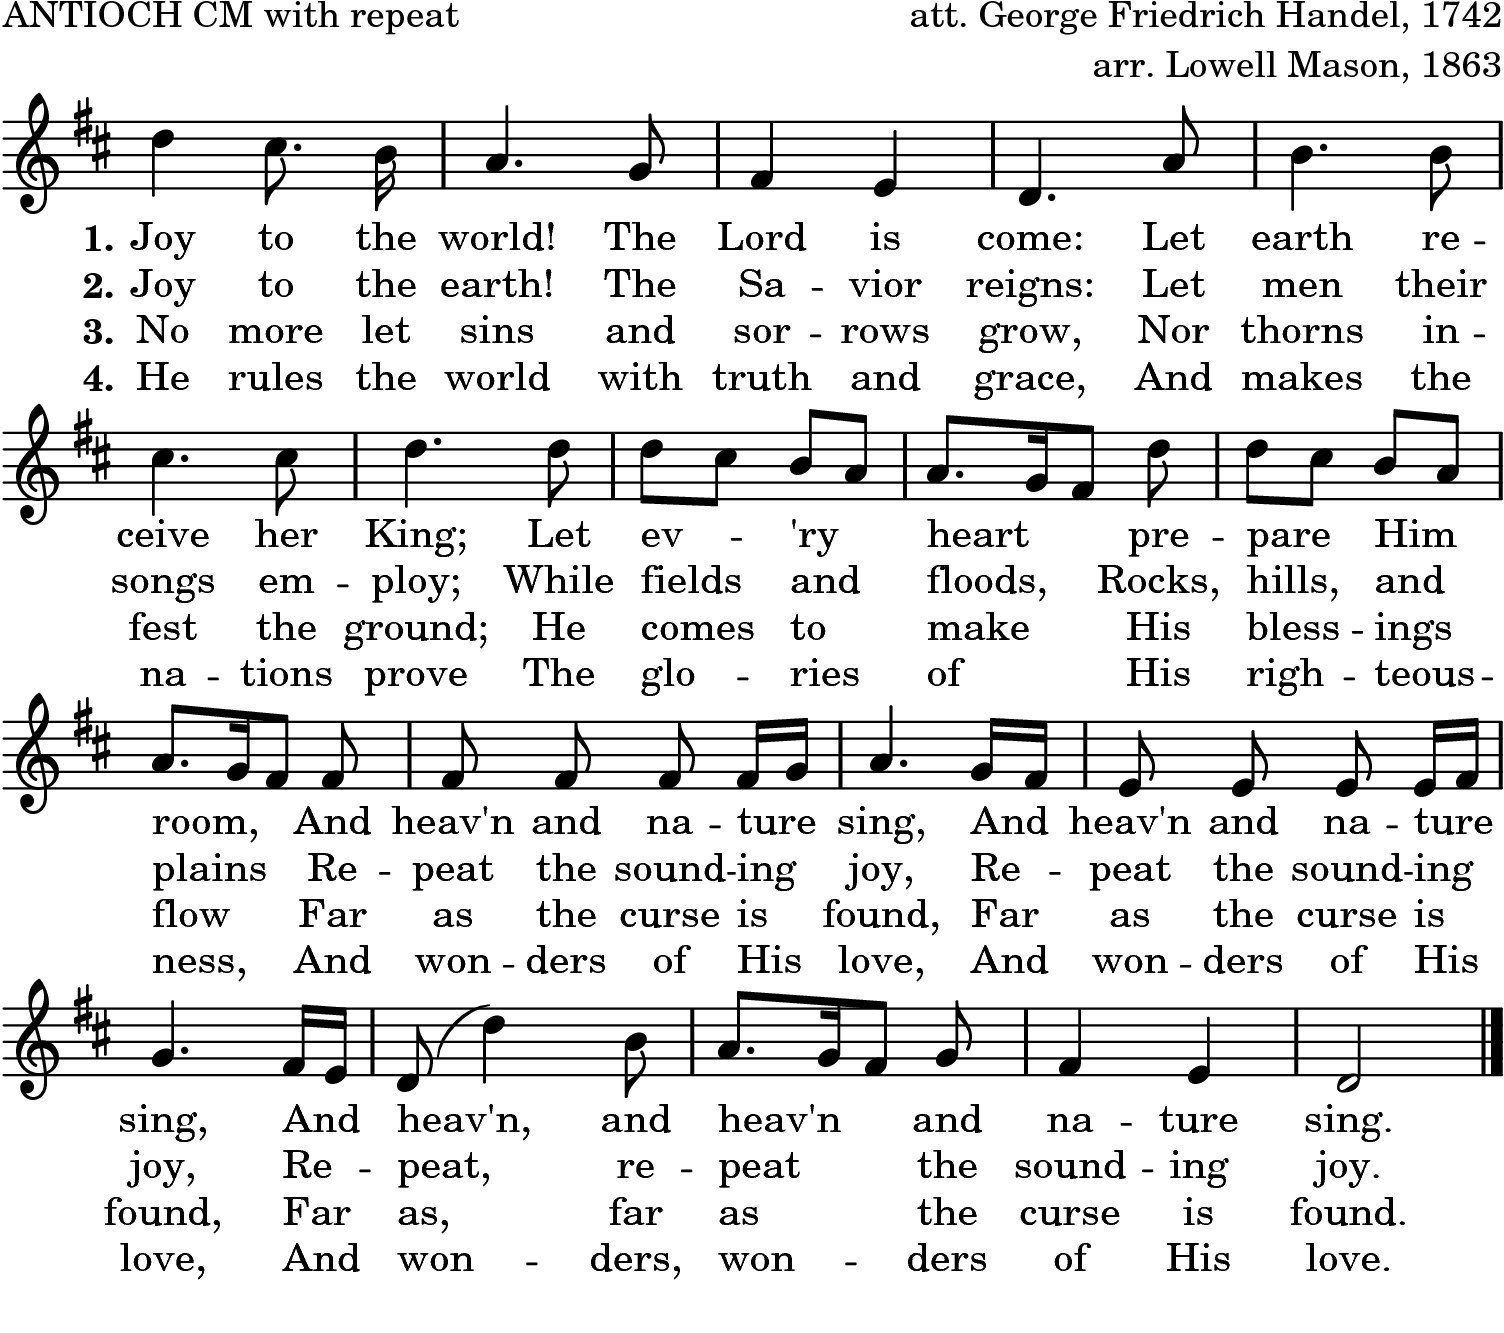 ANTIOCH CM with repeat
att. George Friedrich Handel, 1742
arr. Lowell Mason, 1863
1. Joy to the world! The Lord is come: Let earth re -
2. Joy to the earth! The Sa - vior reigns: Let men their
3. No more let sins and sor - rows grow, Nor thorns in -
4. He rules the world with truth and grace, And makes the
ceive her King; Let ev - 'ry heart pre - pare Him
songs em - ploy; While fields and floods, Rocks, hills, and
fest the ground; He comes to make His bless - ings
na - tions prove The glo - ries of His righ - teous -
room, And heav'n and na - ture sing, And heav'n and na - ture
plains Re - peat the sound - ing joy, Re - peat the sound - ing
flow Far as the curse is found, Far as the curse is
ness, And won - ders of His love, And won - ders of His
sing, And heav'n, and heav'n and na - ture sing.
joy, Re - peat, re - peat the sound - ing joy.
found, Far as, far as the curse is found.
love, And won - ders, won - ders of His love.